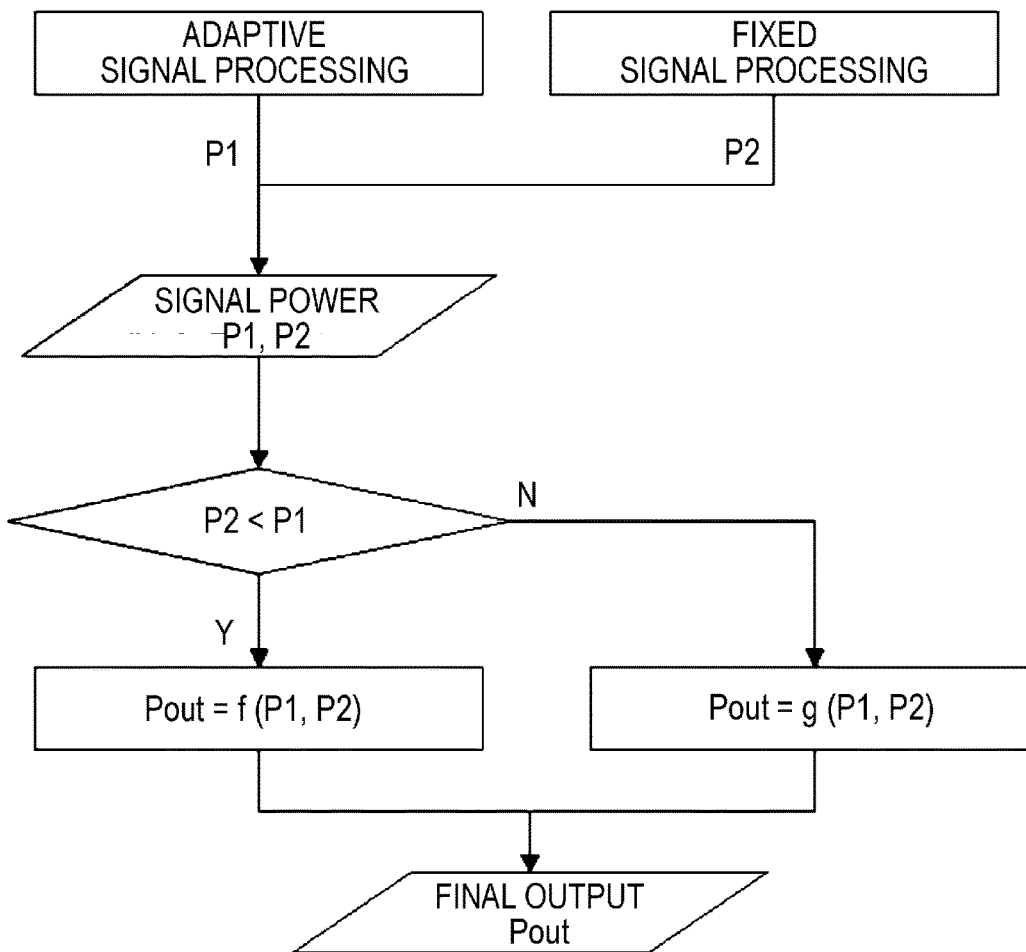 ADAPTIVE
SIGNAL PROCESSING
FIXED
SIGNAL PROCESSING
P1
P2
SIGNAL POWER
P1, P2
P2 < P1
N
Y
Pout = f (P1, P2)
Pout = g (P1, P2)
FINAL OUTPUT
Pout